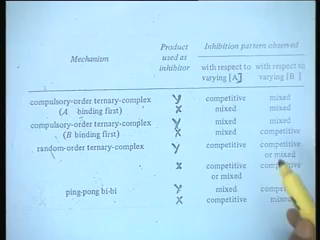 Product Inhibition pattern observed
Mechanism used as with respect to with respect to
inhibitor varying [A] varying [B]
compulsory-order ternary-complex y competitive mixed
(A binding first) x mixed mixed
compulsory-order ternary-complex y mixed mixed
(B binding first) x mixed competitive
random-order ternary-complex y competitive competitive
or mixed
x competitive competitive
or mixed
ping-pong bi-bi y mixed
x competitive mixed